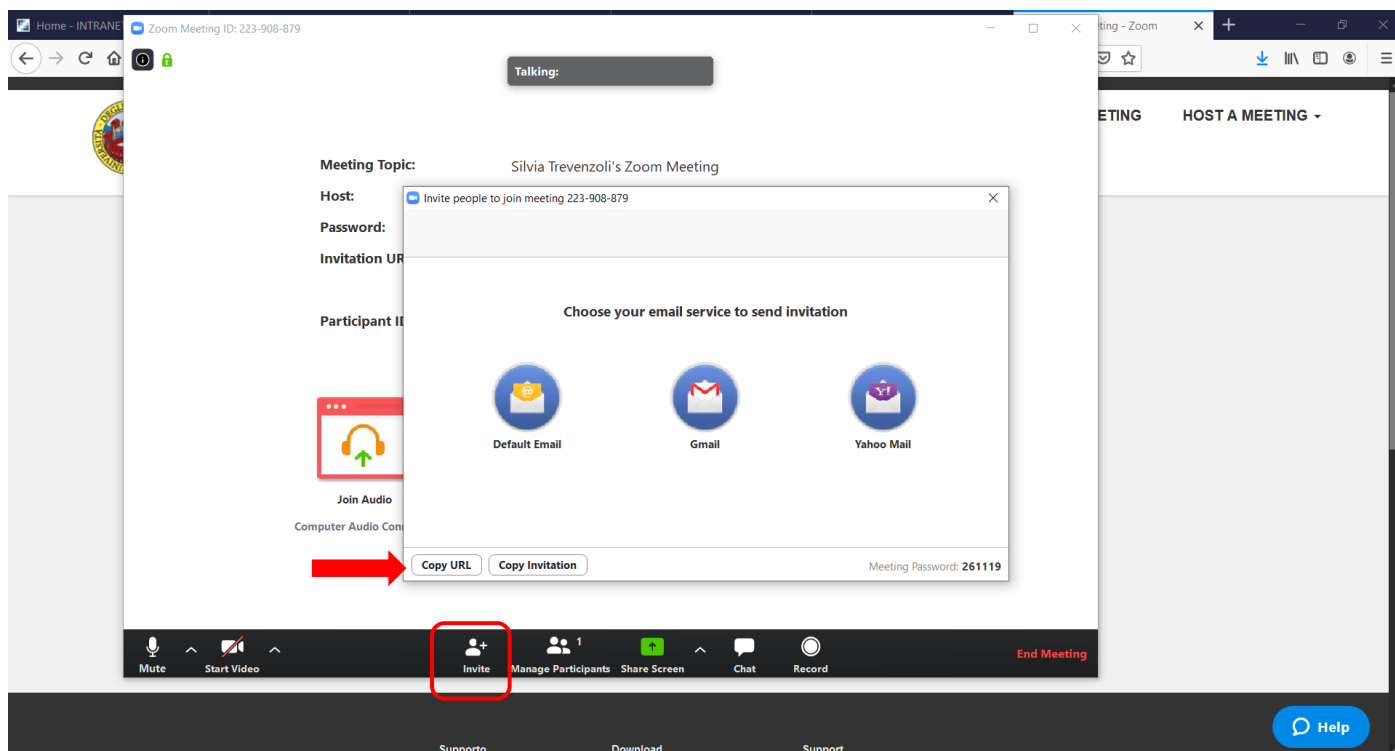 Home - INTRANE
Zoom Meeting ID: 223-908-879
ting - Zoom
Talking:
ETING
HOST A MEETING
Meeting Topic:
Silvia Trevenzoli's Zoom Meeting
Host:
Invite people to join meeting 223-908-879
Password:
Invitation UR
Choose your email service to send invitation
Participant ID
Default Email
Gmail
Yahoo Mail
Join Audio
Computer Audio Conn
Copy URL
Copy Invitation
Meeting Password: 261119
1
Mute
Start Video
Invite
Manage Participants
Share Screen
Chat
Record
End Meeting
Help
Supporto
Download
Support